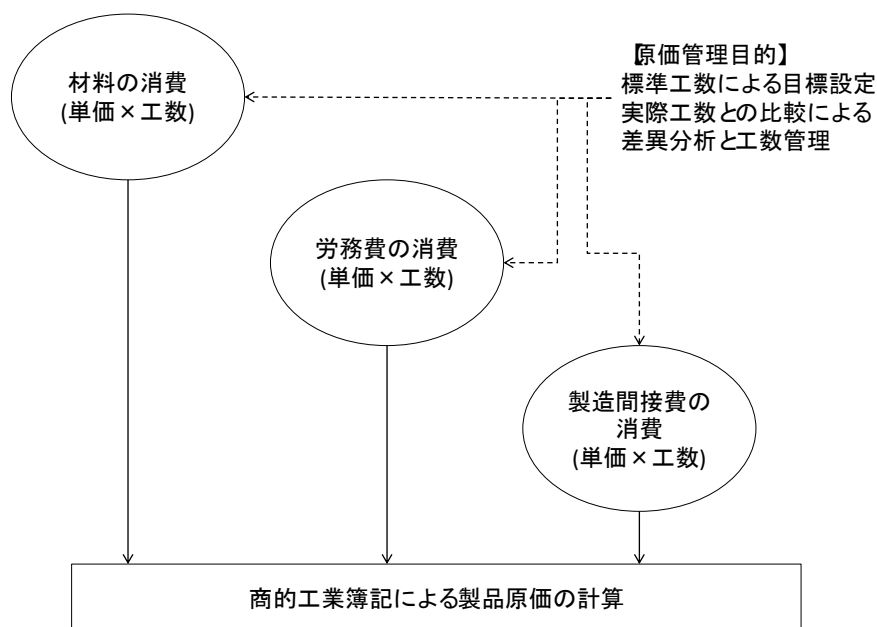 材料の消費
(単価×工数)
【原価管理目的】
標準工数による目標設定
実際工数との比較による
差異分析と工数管理
労務費の消費
(単価×工数)
製造間接費の
消費
(単価×工数)
商的工業簿記による製品原価の計算